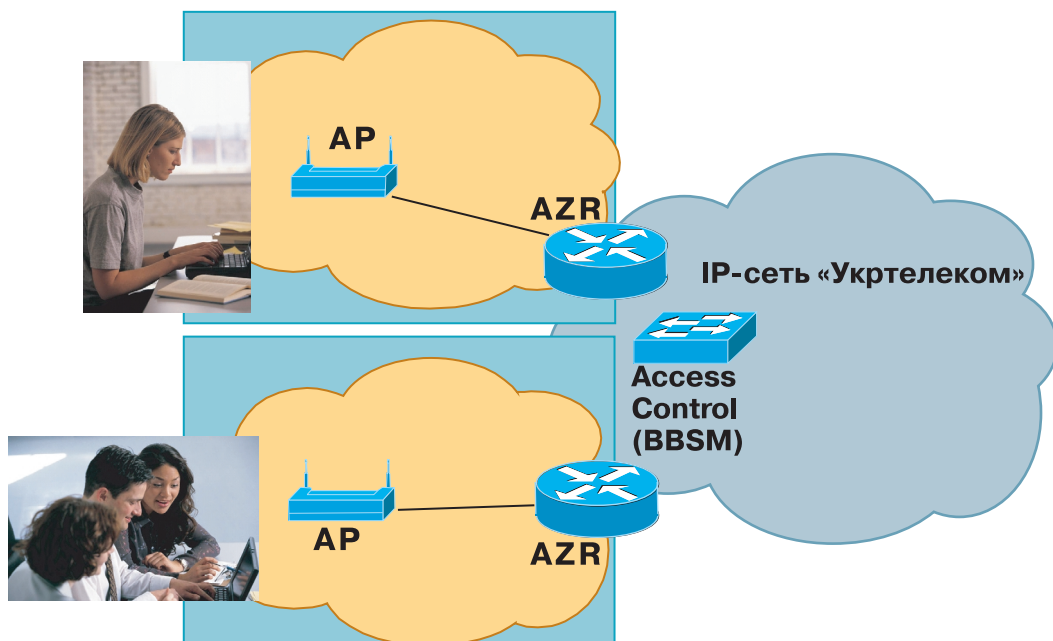 AP
AZR
IP-сеть «Укртелеком»
Access
Control
(BBSM)
AP
AZR